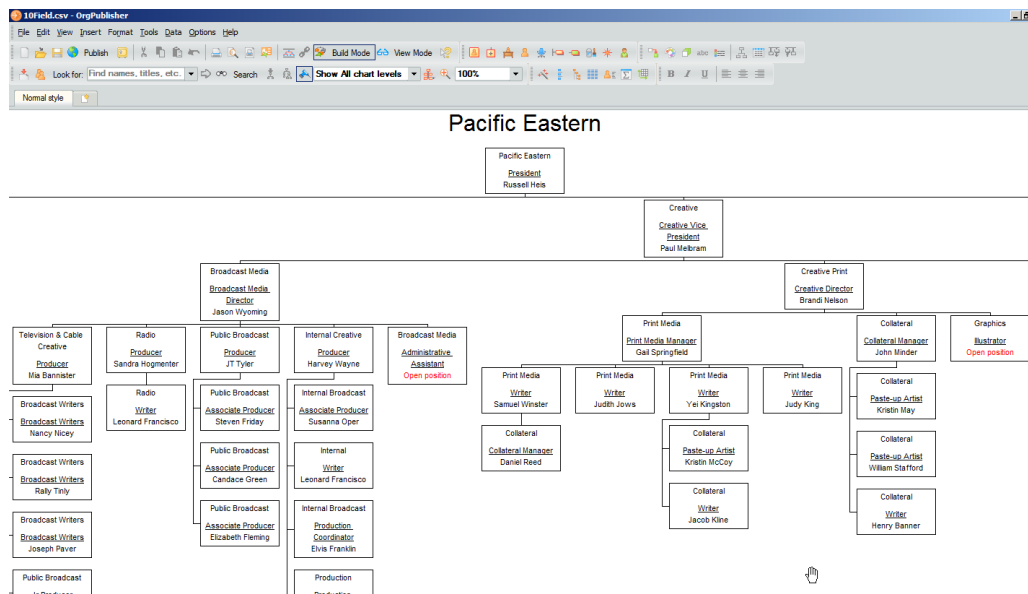 10Field.csv - OrgPublisher
File Edit View Insert Format Tools Data Options Help
Publish Build Mode View Mode abc
Look for: Find names, titles, etc. Search Show All chart levels 100% B I U
Normal style
Pacific Eastern
Pacific Eastern
President
Russell Heis
Creative
Creative Vice
President
Paul Melbram
Broadcast Media
Broadcast Media
Director
Jason Wyoming
Creative Print
Creative Director
Brandi Nelson
Television & Cable
Creative
Producer
Mia Bannister
Radio
Producer
Sandra Hogmenter
Public Broadcast
Producer
JT Tyler
Internal Creative
Producer
Harvey Wayne
Broadcast Media
Administrative
Assistant
Open position
Print Media
Print Media Manager
Gail Springfield
Collateral
Collateral Manager
John Minder
Graphics
Illustrator
Open position
Broadcast Writers
Broadcast Writers
Nancy Nicey
Radio
Writer
Leonard Francisco
Public Broadcast
Associate Producer
Steven Friday
Internal Broadcast
Associate Producer
Susanna Oper
Print Media
Writer
Samuel Winster
Print Media
Writer
Judith Jows
Print Media
Writer
Yei Kingston
Print Media
Writer
Judy King
Collateral
Paste-up Artist
Kristin May
Broadcast Writers
Broadcast Writers
Rally Tinly
Public Broadcast
Associate Producer
Candace Green
Internal
Writer
Leonard Francisco
Collateral
Collateral Manager
Daniel Reed
Collateral
Paste-up Artist
Kristin McCoy
Collateral
Paste-up Artist
William Stafford
Broadcast Writers
Broadcast Writers
Joseph Paver
Public Broadcast
Associate Producer
Elizabeth Fleming
Internal Broadcast
Production
Coordinator
Elvis Franklin
Collateral
Writer
Jacob Kline
Collateral
Writer
Henry Banner
Public Broadcast
Production